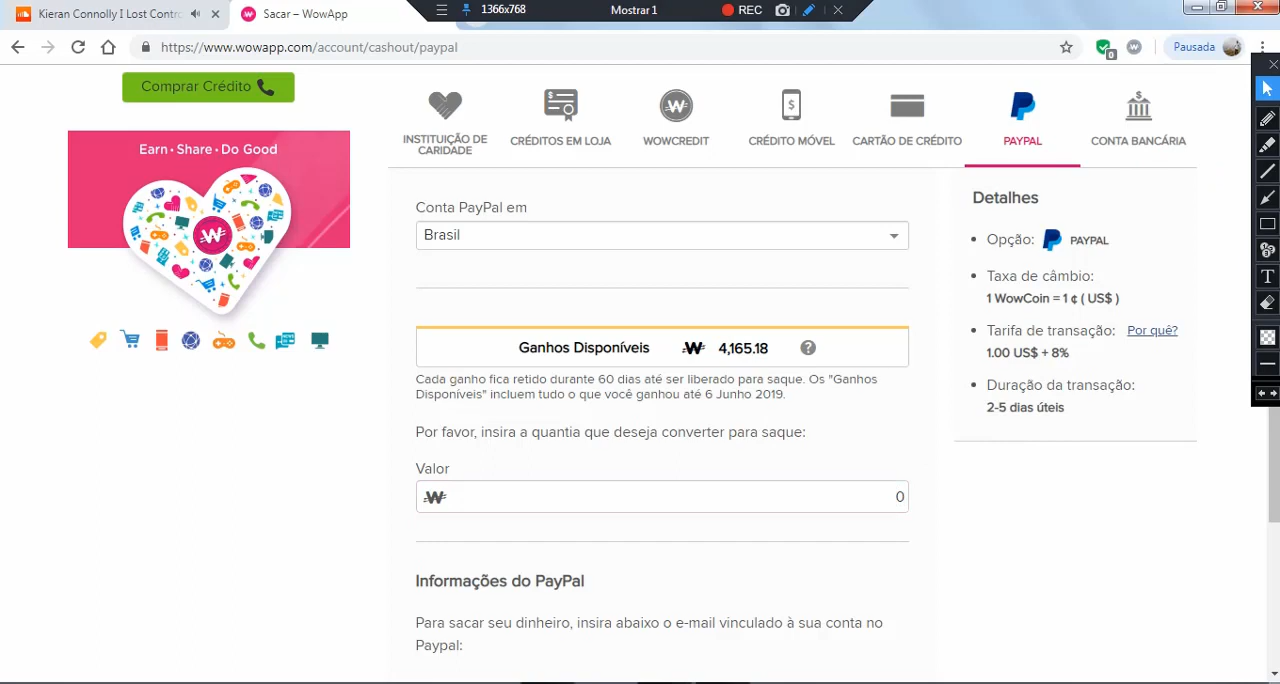 Kieran Connolly I Lost Contro
Sacar – WowApp
1366x768
Mostrar 1
REC
https://www.wowapp.com/account/cashout/paypal
0
Pausada
Comprar Crédito
Earn · Share · Do Good
INSTITUIÇÃO DE
CARIDADE
CRÉDITOS EM LOJA
WOWCREDIT
CRÉDITO MÓVEL
CARTÃO DE CRÉDITO
PAYPAL
CONTA BANCÁRIA
Conta PayPal em
Brasil
Ganhos Disponíveis W 4,165.18 ?
Cada ganho fica retido durante 60 dias até ser liberado para saque. Os "Ganhos
Disponíveis" incluem tudo o que você ganhou até 6 Junho 2019.
Por favor, insira a quantia que deseja converter para saque:
Valor
W 0
Informações do PayPal
Para sacar seu dinheiro, insira abaixo o e-mail vinculado à sua conta no
Paypal:
Detalhes
Opção: PAYPAL
Taxa de câmbio:
1 WowCoin = 1 ¢ ( US$ )
Tarifa de transação: Por quê?
1.00 US$ + 8%
Duração da transação:
2-5 dias úteis
T